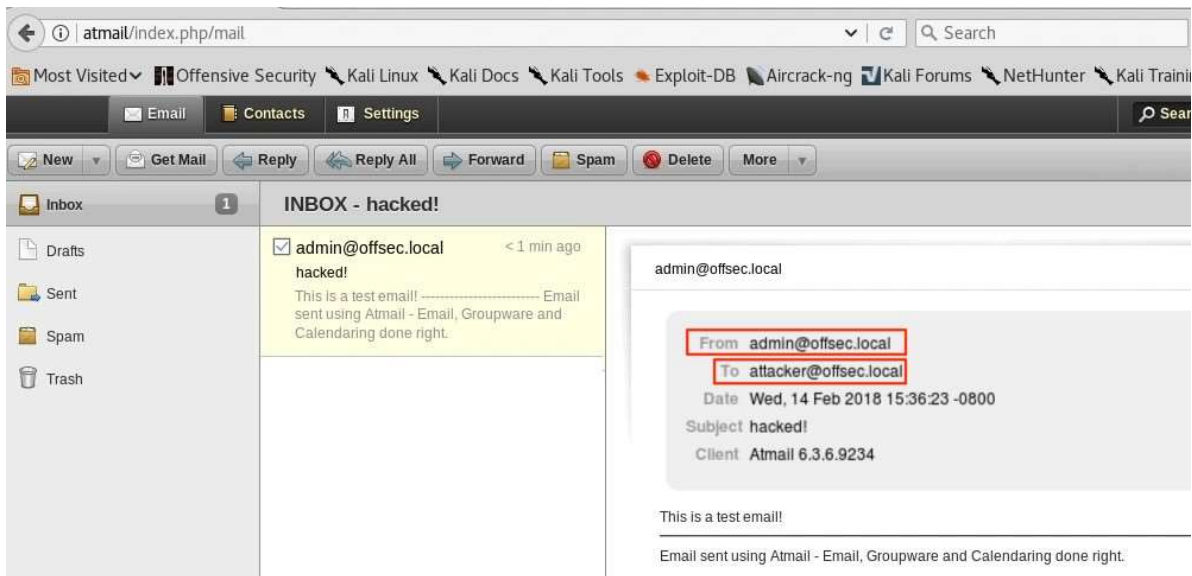 atmail/index.php/mail Search
Most Visited Offensive Security Kali Linux Kali Docs Kali Tools Exploit-DB Aircrack-ng Kali Forums NetHunter Kali Traini
Email Contacts Settings Sear
New Get Mail Reply Reply All Forward Spam Delete More
Inbox 1
Drafts
Sent
Spam
Trash
INBOX - hacked!
admin@offsec.local < 1 min ago
hacked!
This is a test email! -------------------------- Email
sent using Atmail - Email, Groupware and
Calendaring done right.
admin@offsec.local
From admin@offsec.local
To attacker@offsec.local
Date Wed, 14 Feb 2018 15:36:23 -0800
Subject hacked!
Client Atmail 6.3.6.9234
This is a test email!
Email sent using Atmail - Email, Groupware and Calendaring done right.